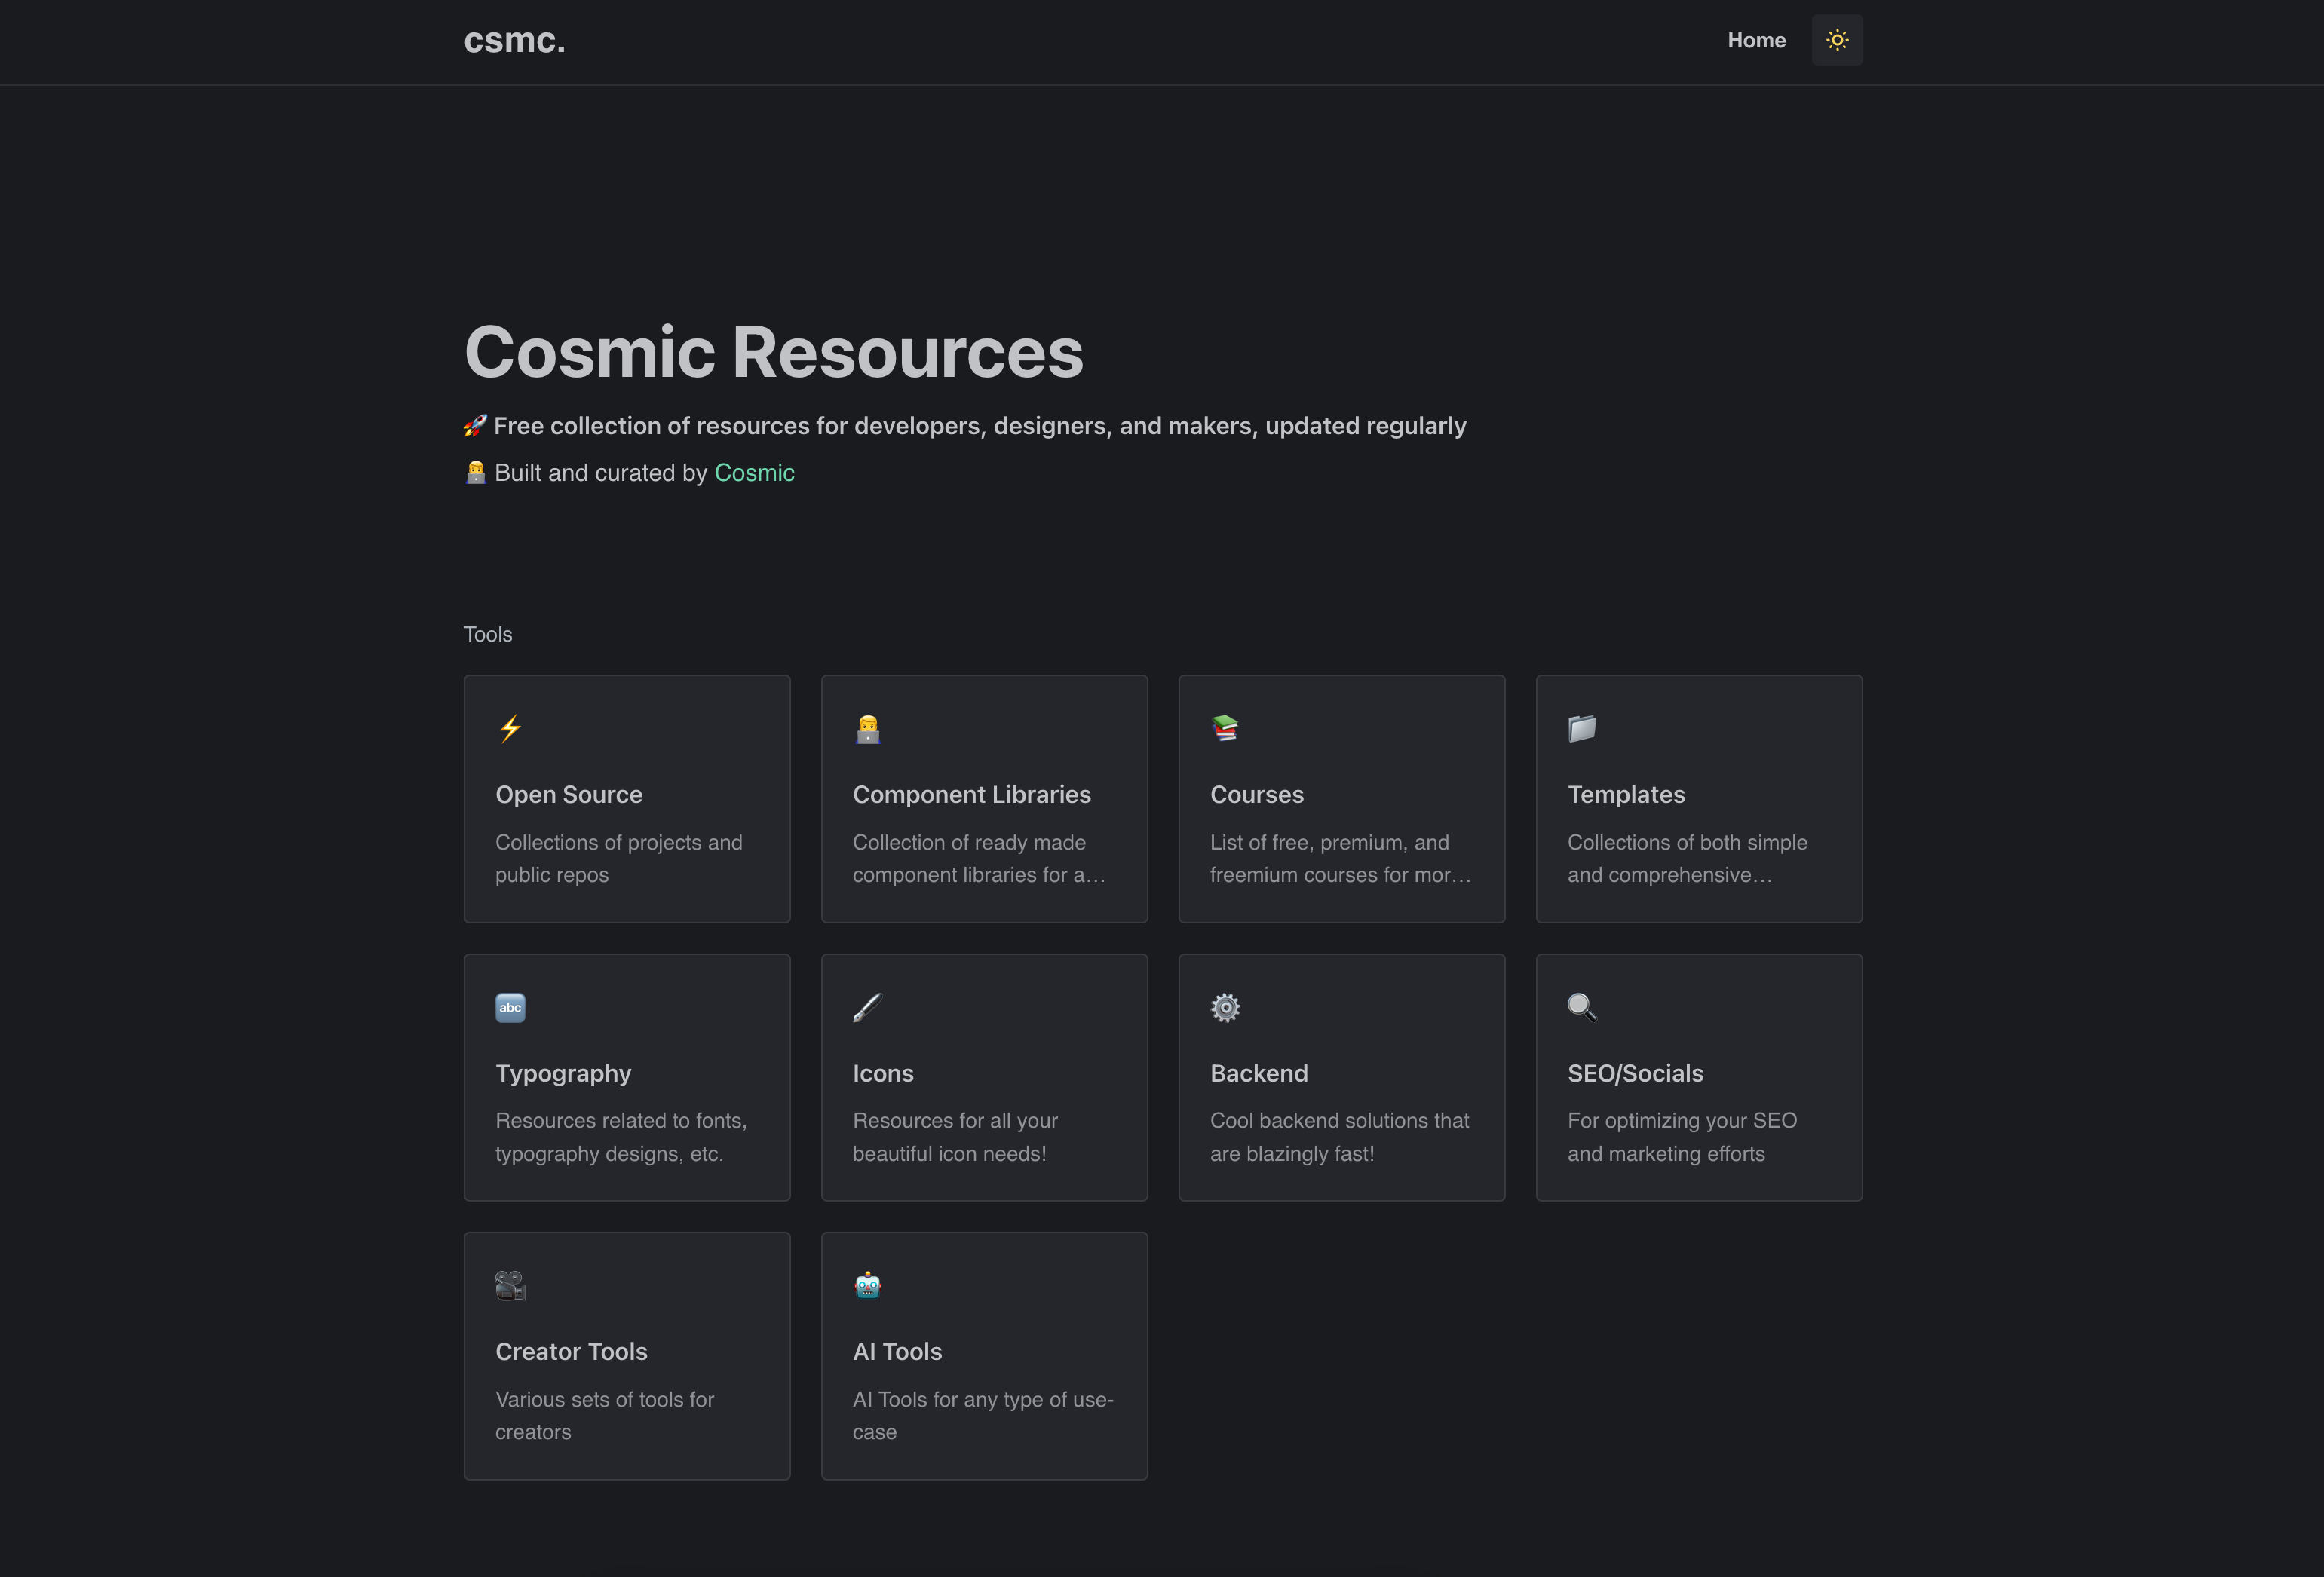 csmc.
Home
Cosmic Resources
🚀 Free collection of resources for developers, designers, and makers, updated regularly
👨‍💻 Built and curated by Cosmic
Tools
Open Source
Collections of projects and
public repos
Component Libraries
Collection of ready made
component libraries for a…
Courses
List of free, premium, and
freemium courses for mor…
Templates
Collections of both simple
and comprehensive…
abc
Typography
Resources related to fonts,
typography designs, etc.
Icons
Resources for all your
beautiful icon needs!
Backend
Cool backend solutions that
are blazingly fast!
SEO/Socials
For optimizing your SEO
and marketing efforts
Creator Tools
Various sets of tools for
creators
AI Tools
AI Tools for any type of use-
case